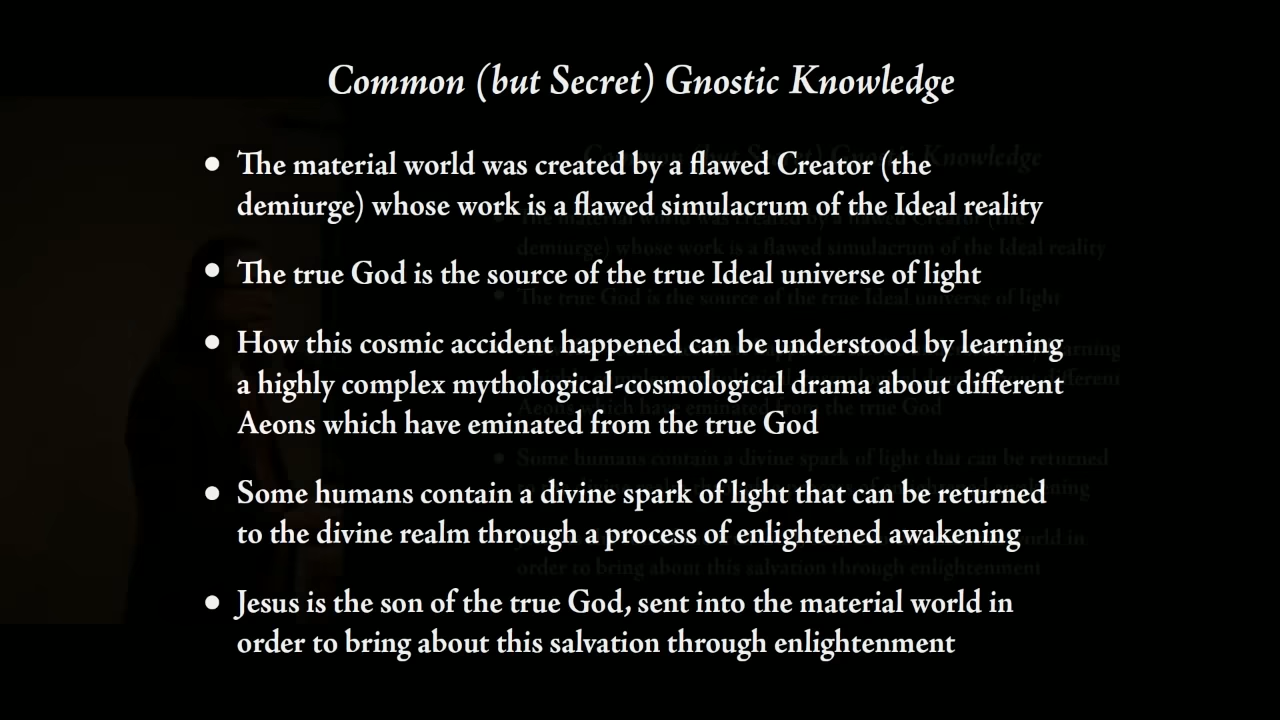 Common (but Secret) Gnostic Knowledge
• The material world was created by a flawed Creator (the
demiurge) whose work is a flawed simulacrum of the Ideal reality
• The true God is the source of the true Ideal universe of light
• How this cosmic accident happened can be understood by learning
a highly complex mythological-cosmological drama about different
Aeons which have eminated from the true God
• Some humans contain a divine spark of light that can be returned
to the divine realm through a process of enlightened awakening
• Jesus is the son of the true God, sent into the material world in
order to bring about this salvation through enlightenment